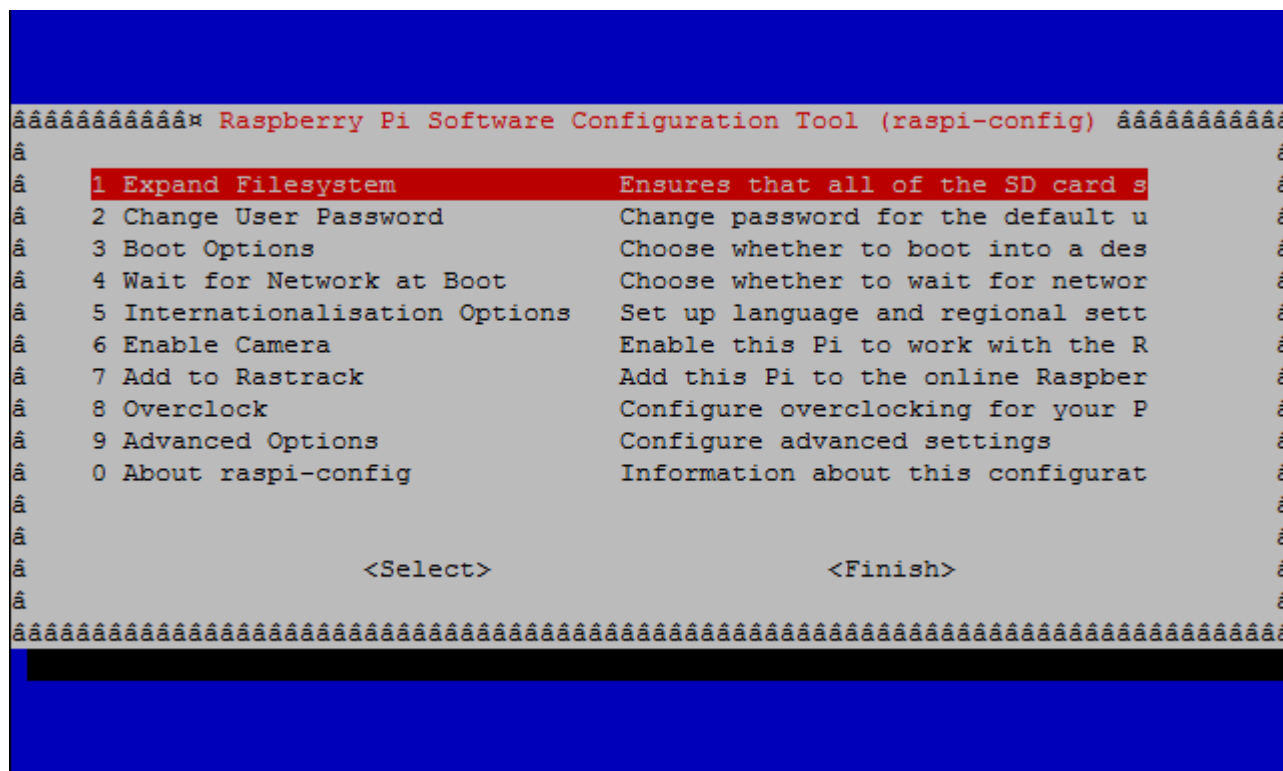 ââââââââââ¤ Raspberry Pi Software Configuration Tool (raspi-config) ââââââââââ
â
â 1 Expand Filesystem Ensures that all of the SD card s â
â 2 Change User Password Change password for the default u â
â 3 Boot Options Choose whether to boot into a des â
â 4 Wait for Network at Boot Choose whether to wait for networ â
â 5 Internationalisation Options Set up language and regional sett â
â 6 Enable Camera Enable this Pi to work with the R â
â 7 Add to Rastrack Add this Pi to the online Raspber â
â 8 Overclock Configure overclocking for your P â
â 9 Advanced Options Configure advanced settings â
â 0 About raspi-config Information about this configurat â
â
â
â <Select> <Finish> â
â
ââââââââââââââââââââââââââââââââââââââââââââââââââââââââââââââââââââââââââââââââ